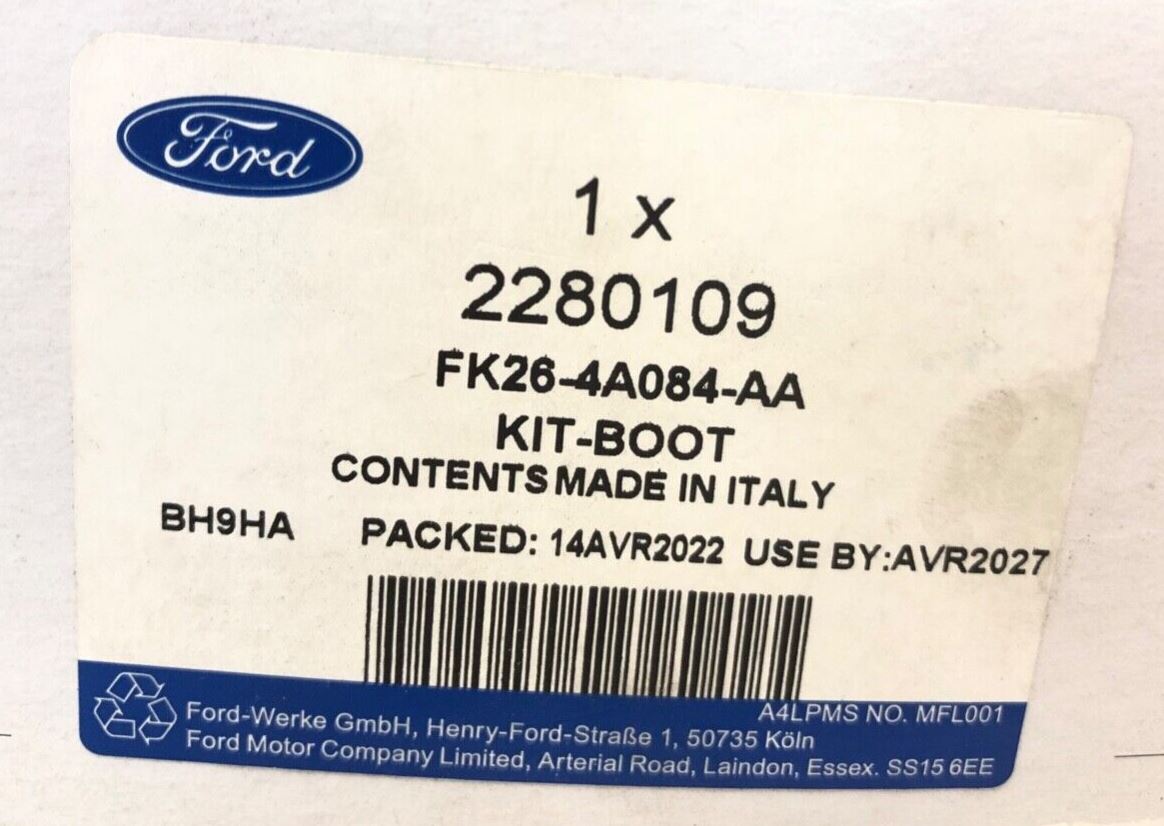 Ford
1 x
2280109
FK26-4A084-AA
KIT-BOOT
CONTENTS MADE IN ITALY
BH9HA PACKED: 14AVR2022 USE BY:AVR2027
A4LPMS NO. MFL001
Ford-Werke GmbH, Henry-Ford-Straße 1, 50735 Köln
Ford Motor Company Limited, Arterial Road, Laindon, Essex. SS15 6EE